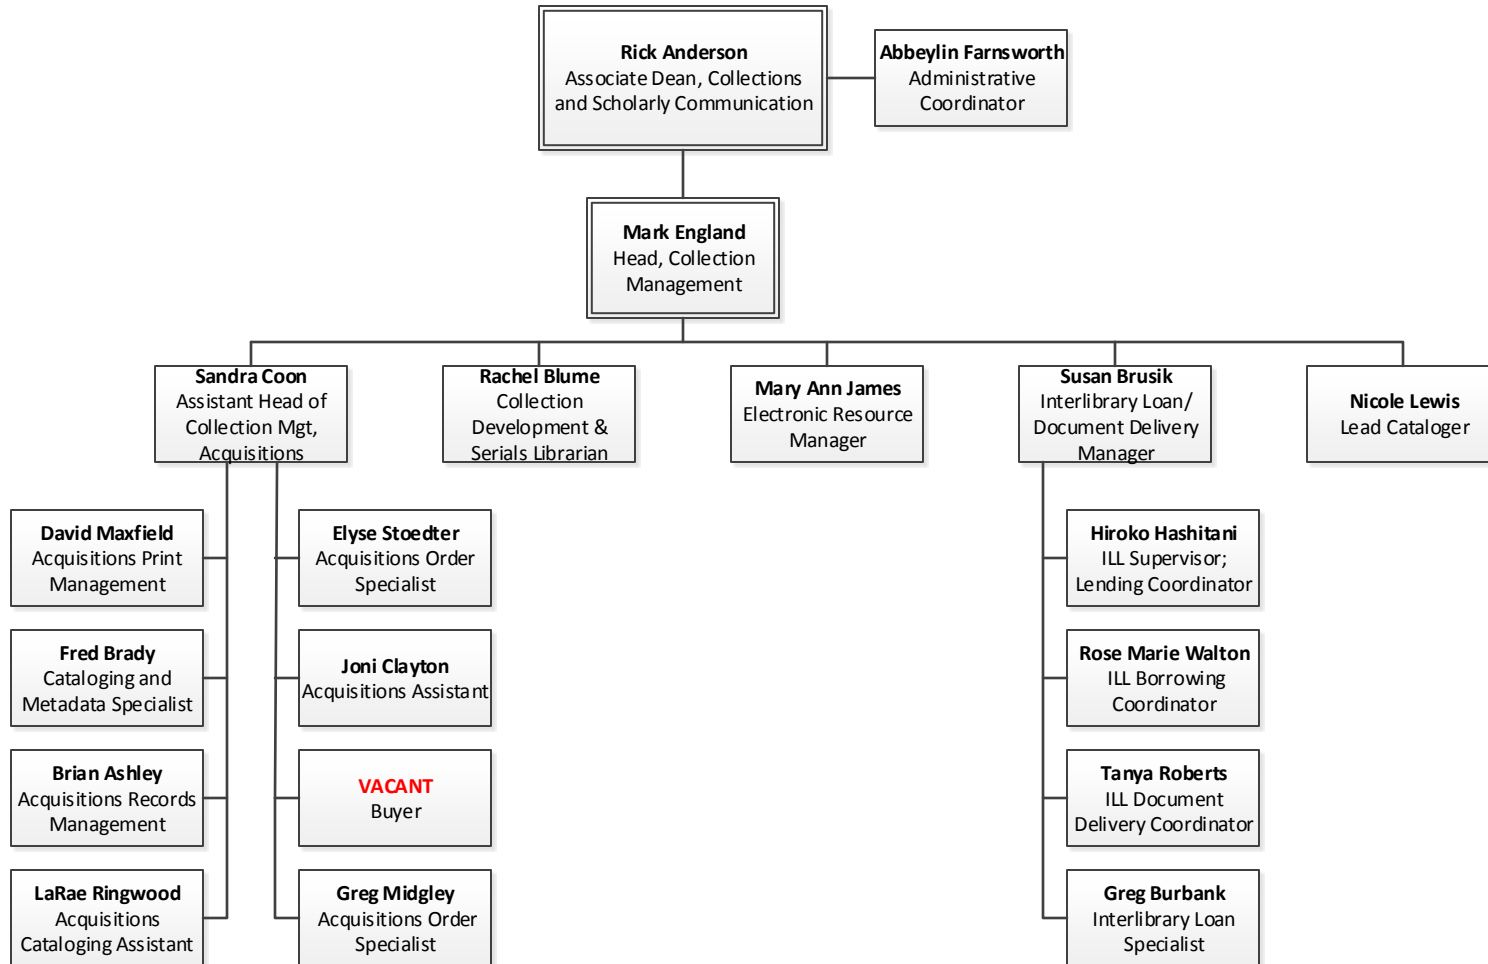 Rick Anderson
Associate Dean, Collections
and Scholarly Communication
Abbeylin Farnsworth
Administrative
Coordinator
Mark England
Head, Collection
Management
Sandra Coon
Assistant Head of
Collection Mgt,
Acquisitions
Rachel Blume
Collection
Development &
Serials Librarian
Mary Ann James
Electronic Resource
Manager
Susan Brusik
Interlibrary Loan/
Document Delivery
Manager
Nicole Lewis
Lead Cataloger
David Maxfield
Acquisitions Print
Management
Elyse Stoedter
Acquisitions Order
Specialist
Hiroko Hashitani
ILL Supervisor;
Lending Coordinator
Fred Brady
Cataloging and
Metadata Specialist
Joni Clayton
Acquisitions Assistant
Rose Marie Walton
ILL Borrowing
Coordinator
Brian Ashley
Acquisitions Records
Management
VACANT
Buyer
Tanya Roberts
ILL Document
Delivery Coordinator
LaRae Ringwood
Acquisitions
Cataloging Assistant
Greg Midgley
Acquisitions Order
Specialist
Greg Burbank
Interlibrary Loan
Specialist